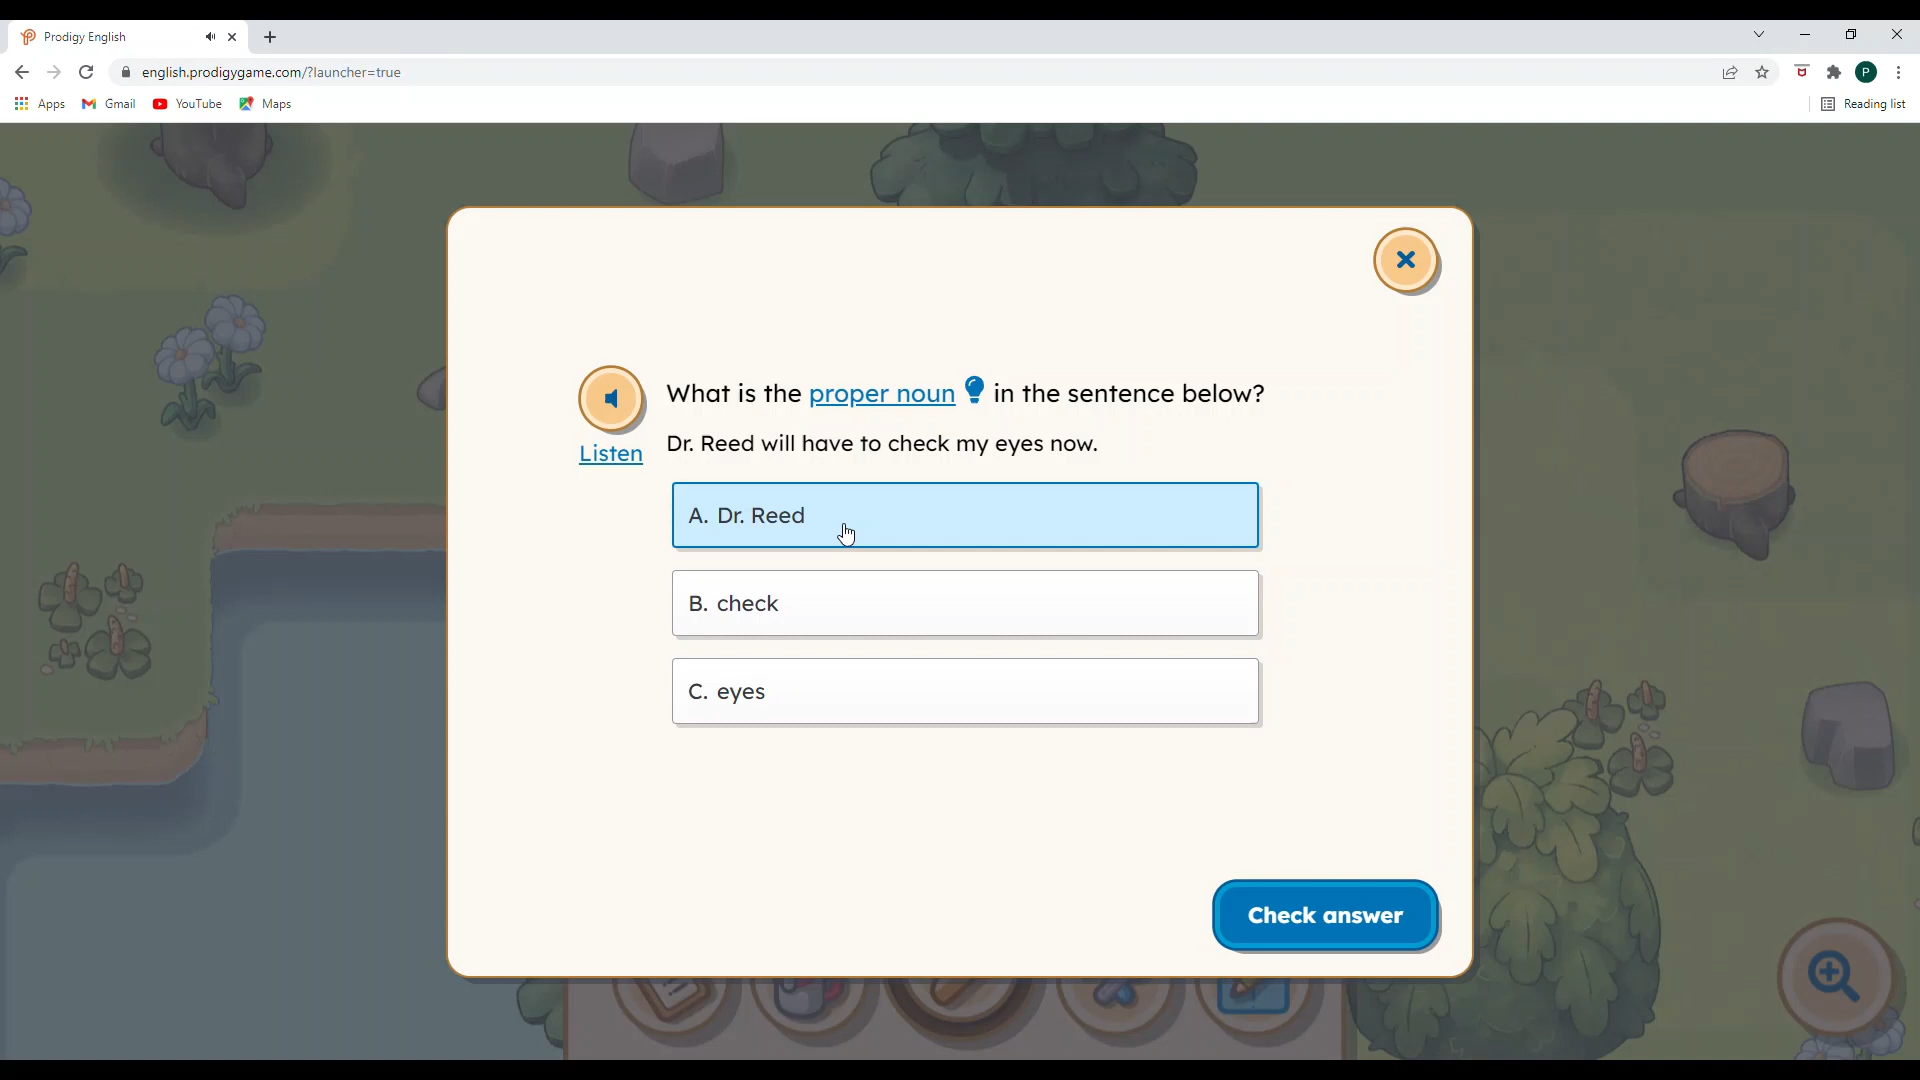 Prodigy English
english.prodigygame.com/?launcher=true
P
Apps Gmail YouTube Maps Reading list
What is the proper noun in the sentence below?
Listen
Dr. Reed will have to check my eyes now.
A. Dr. Reed
B. check
C. eyes
Check answer